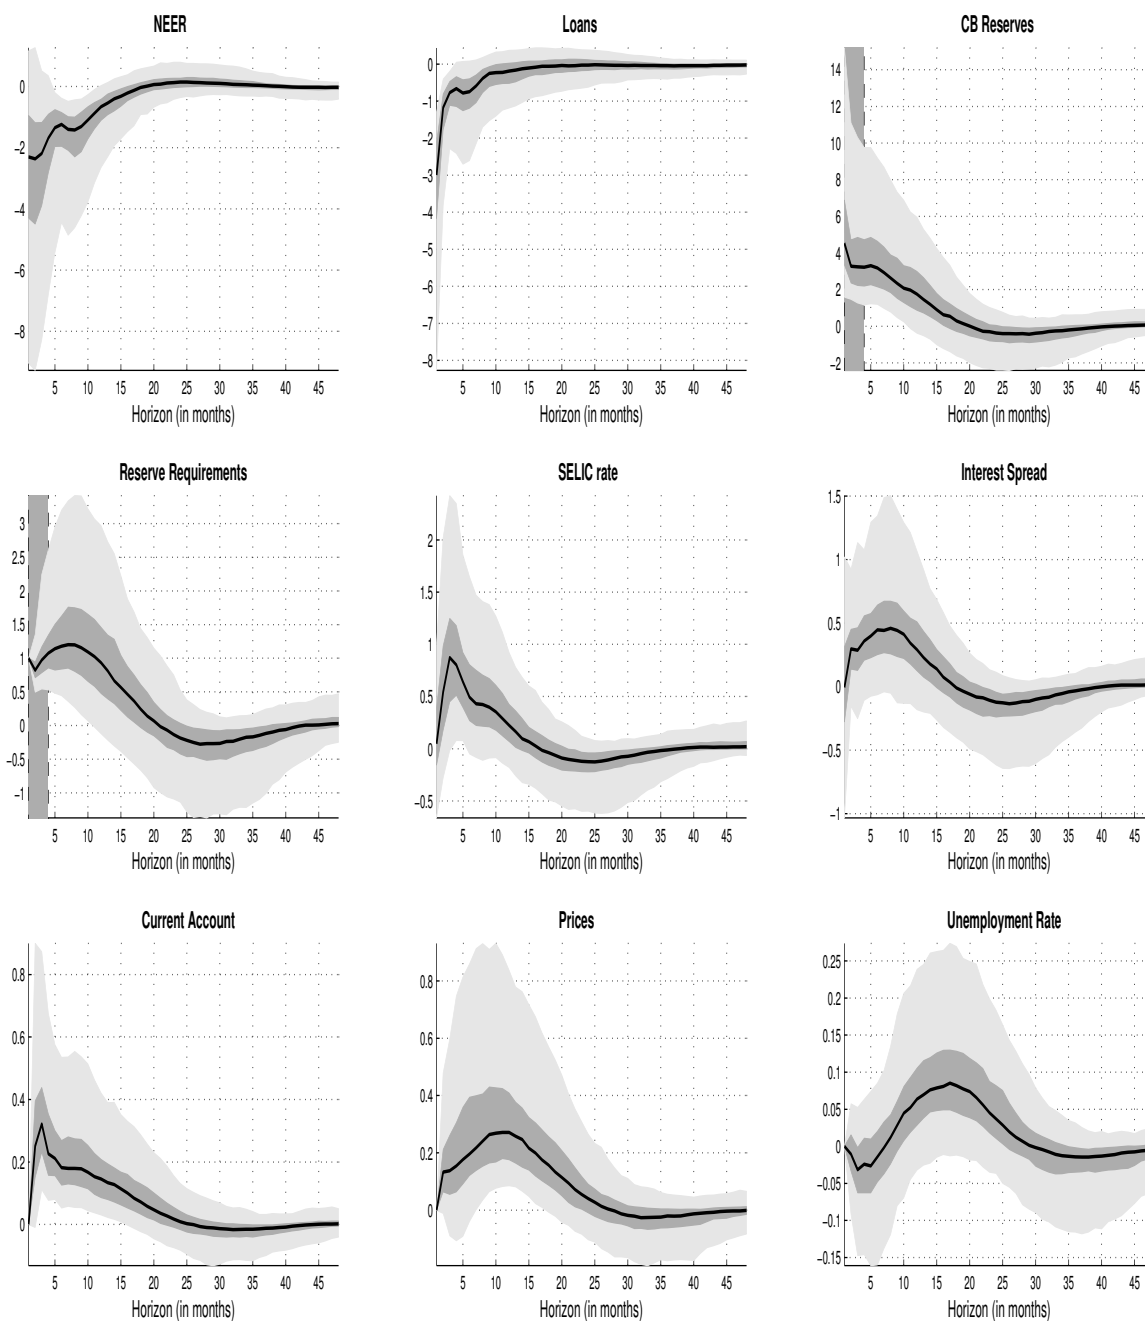 NEER
Loans
CB Reserves
0
−2
−4
−6
−8
5 10 15 20 25 30 35 40 45
Horizon (in months)
0
−1
−2
−3
−4
−5
−6
−7
−8
5 10 15 20 25 30 35 40 45
Horizon (in months)
14
12
10
8
6
4
2
0
−2
5 10 15 20 25 30 35 40 45
Horizon (in months)
Reserve Requirements
SELIC rate
Interest Spread
3
2.5
2
1.5
1
0.5
0
−0.5
−1
5 10 15 20 25 30 35 40 45
Horizon (in months)
2
1.5
1
0.5
0
−0.5
5 10 15 20 25 30 35 40 45
Horizon (in months)
1.5
1
0.5
0
−0.5
−1
5 10 15 20 25 30 35 40 45
Horizon (in months)
Current Account
Prices
Unemployment Rate
0.8
0.6
0.4
0.2
0
5 10 15 20 25 30 35 40 45
Horizon (in months)
0.8
0.6
0.4
0.2
0
5 10 15 20 25 30 35 40 45
Horizon (in months)
0.25
0.2
0.15
0.1
0.05
0
−0.05
−0.1
−0.15
5 10 15 20 25 30 35 40 45
Horizon (in months)